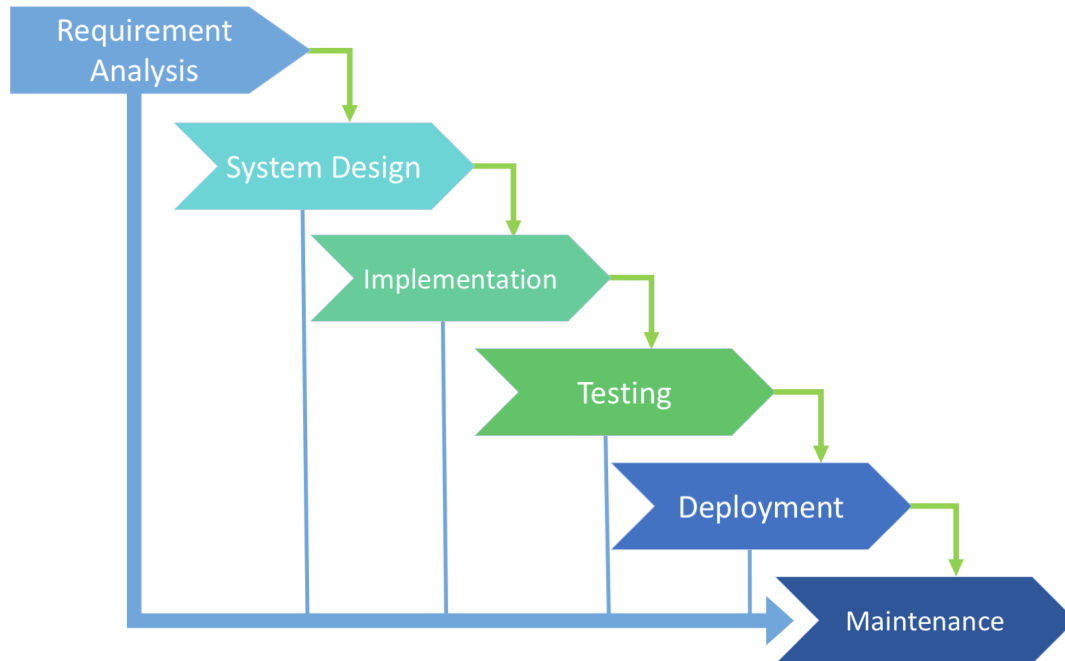 Requirement
Analysis
System Design
Implementation
Testing
Deployment
Maintenance